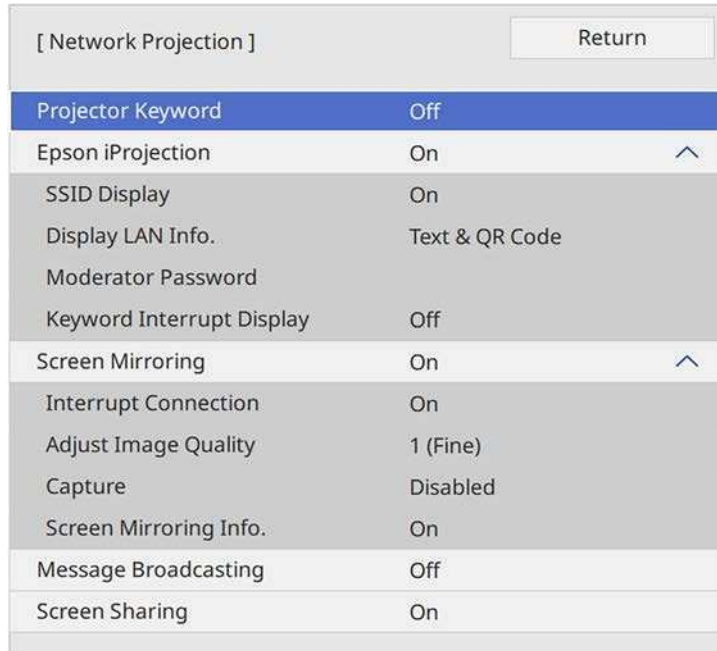 [ Network Projection ] Return
Projector Keyword Off
Epson iProjection On
SSID Display On
Display LAN Info. Text & QR Code
Moderator Password
Keyword Interrupt Display Off
Screen Mirroring On
Interrupt Connection On
Adjust Image Quality 1 (Fine)
Capture Disabled
Screen Mirroring Info. On
Message Broadcasting Off
Screen Sharing On